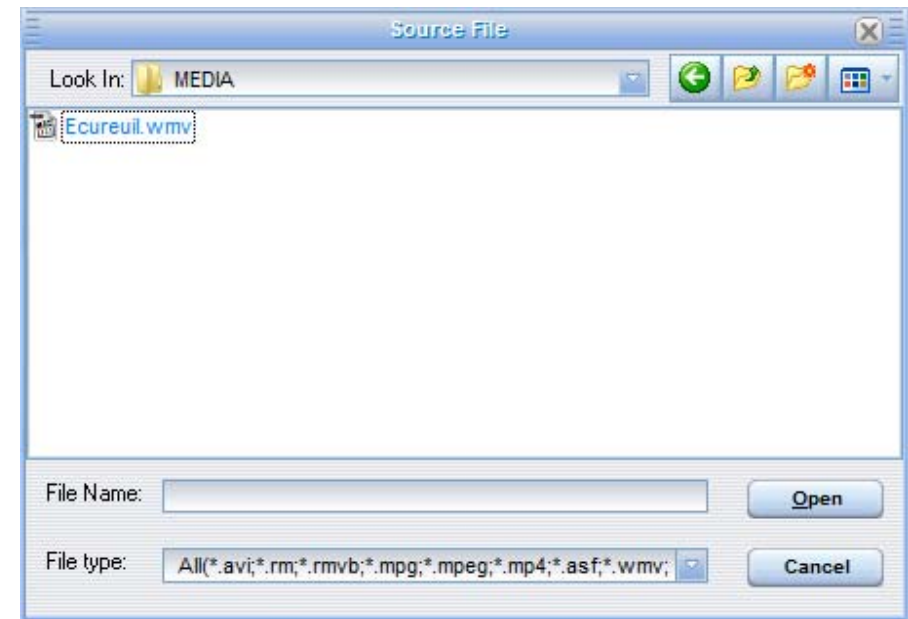 Source File
Look In: MEDIA
Ecureuil.wmv
File Name:
Open
File type: All(*.avi;*.rm;*.rmvb;*.mpg;*.mpeg;*.mp4;*.asf;*.wmv;
Cancel